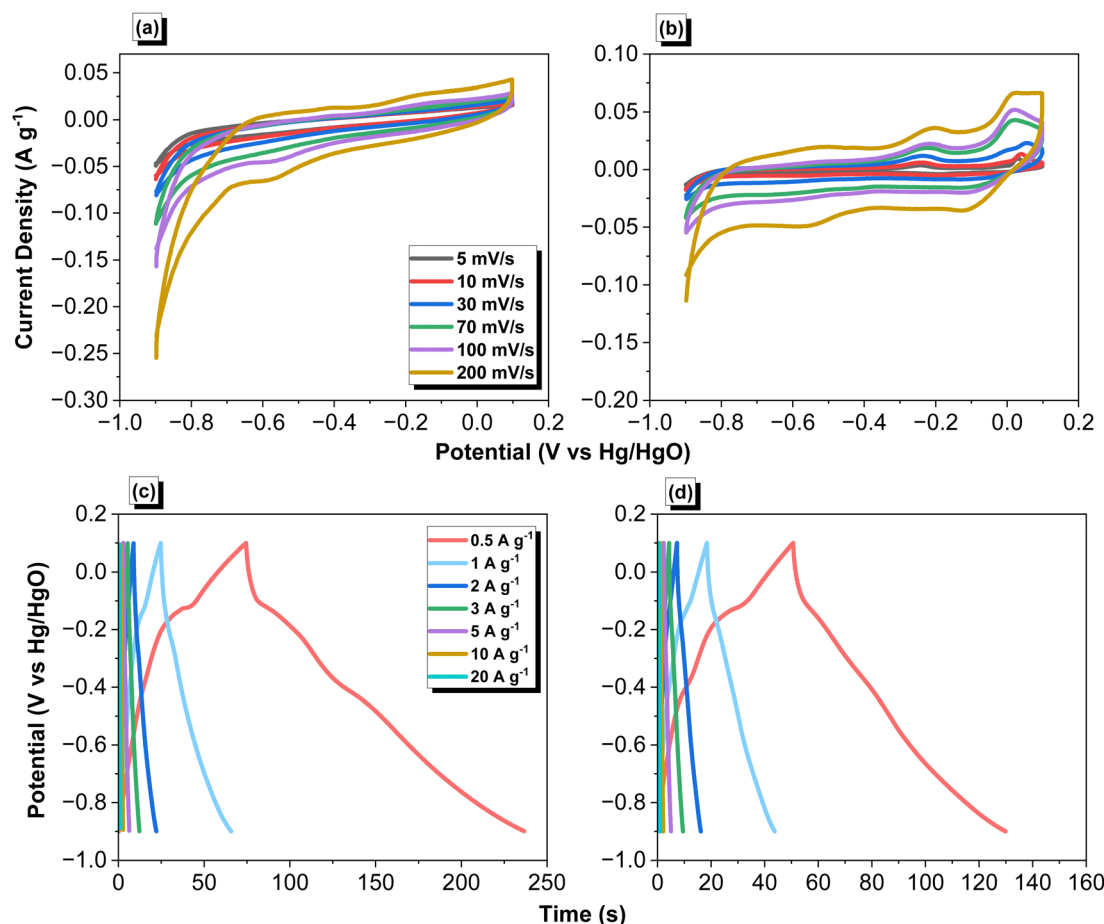 (a)
(b)
0.05
0.00
−0.05
−0.10
−0.15
−0.20
−0.25
−0.30
Current Density (A g⁻¹)
5 mV/s
10 mV/s
30 mV/s
70 mV/s
100 mV/s
200 mV/s
−1.0 −0.8 −0.6 −0.4 −0.2 0.0 0.2
0.10
0.05
0.00
−0.05
−0.10
0.15
0.20
−1.0 −0.8 −0.6 −0.4 −0.2 0.0 0.2
Potential (V vs Hg/HgO)
(c)
(d)
0.2
0.0
−0.2
−0.4
−0.6
−0.8
−1.0
Potential (V vs Hg/HgO)
0.5 A g⁻¹
1 A g⁻¹
2 A g⁻¹
3 A g⁻¹
5 A g⁻¹
10 A g⁻¹
20 A g⁻¹
0 50 100 150 200 250
0.2
0.0
−0.2
−0.4
−0.6
−0.8
−1.0
0 20 40 60 80 100 120 140 160
Time (s)